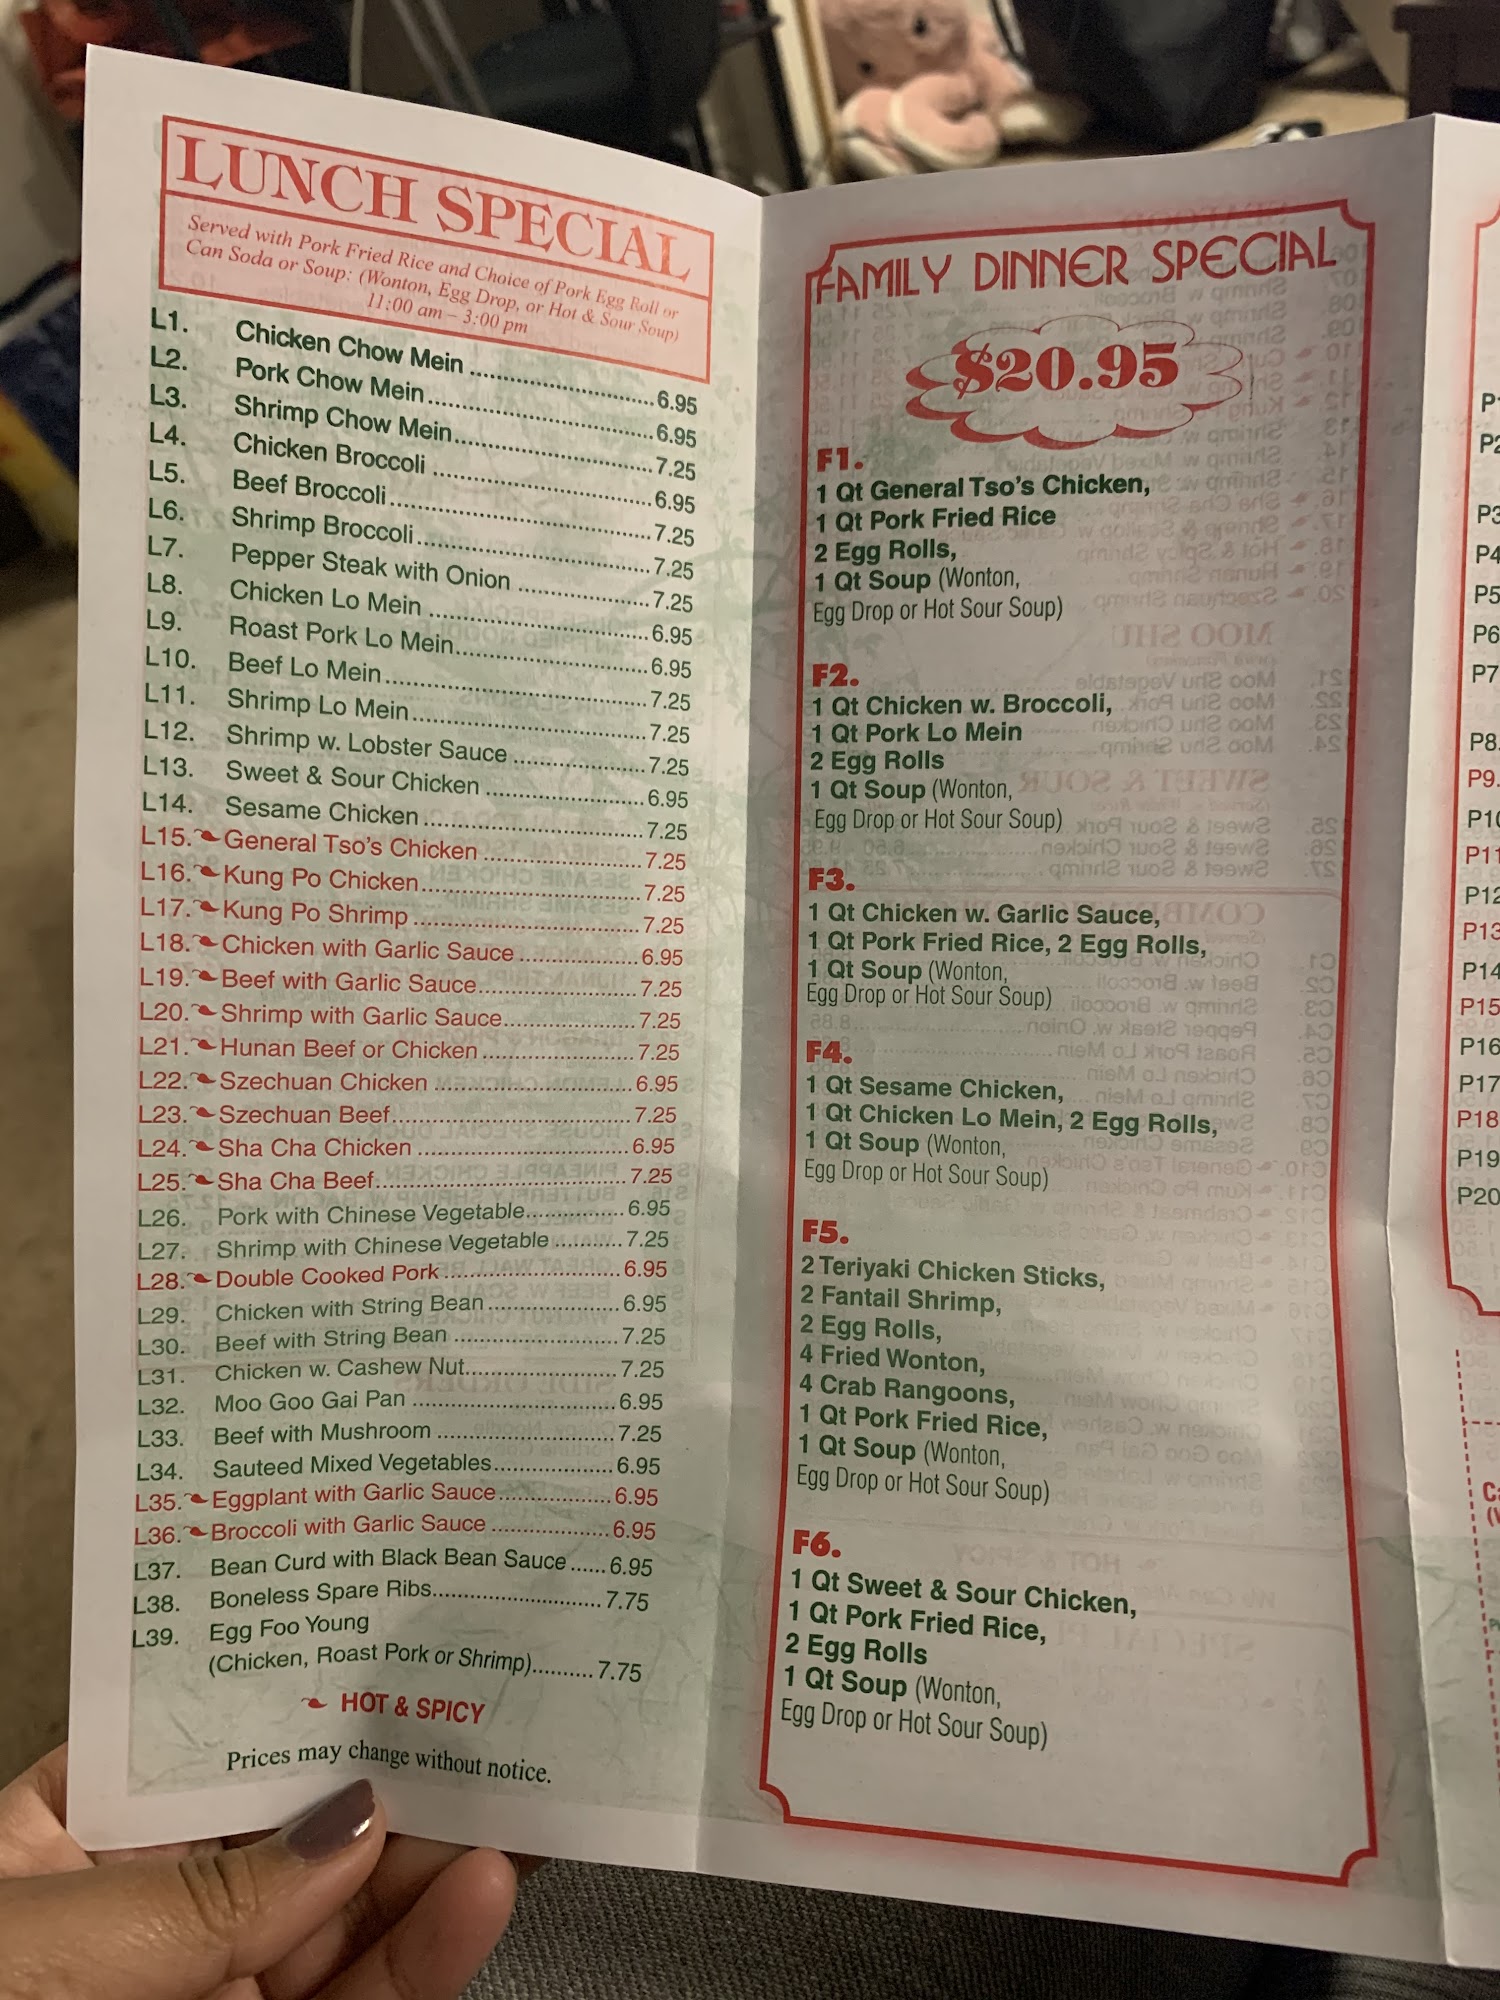 LUNCH SPECIAL
Served with Pork Fried Rice and Choice of Pork Egg Roll or
Can Soda or Soup: (Wonton, Egg Drop, or Hot & Sour Soup)
11:00 am – 3:00 pm
L1. Chicken Chow Mein 6.95
L2. Pork Chow Mein 6.95
L3. Shrimp Chow Mein 7.25
L4. Chicken Broccoli 6.95
L5. Beef Broccoli 7.25
L6. Shrimp Broccoli 7.25
L7. Pepper Steak with Onion 7.25
L8. Chicken Lo Mein 6.95
L9. Roast Pork Lo Mein 6.95
L10. Beef Lo Mein 7.25
L11. Shrimp Lo Mein 7.25
L12. Shrimp w. Lobster Sauce 7.25
L13. Sweet & Sour Chicken 6.95
L14. Sesame Chicken 7.25
L15. General Tso's Chicken 7.25
L16. Kung Po Chicken 7.25
L17. Kung Po Shrimp 7.25
L18. Chicken with Garlic Sauce 6.95
L19. Beef with Garlic Sauce 7.25
L20. Shrimp with Garlic Sauce 7.25
L21. Hunan Beef or Chicken 7.25
L22. Szechuan Chicken 6.95
L23. Szechuan Beef 7.25
L24. Sha Cha Chicken 6.95
L25. Sha Cha Beef 7.25
L26. Pork with Chinese Vegetable 6.95
L27. Shrimp with Chinese Vegetable 7.25
L28. Double Cooked Pork 6.95
L29. Chicken with String Bean 6.95
L30. Beef with String Bean 7.25
L31. Chicken w. Cashew Nut 7.25
L32. Moo Goo Gai Pan 6.95
L33. Beef with Mushroom 7.25
L34. Sauteed Mixed Vegetables 6.95
L35. Eggplant with Garlic Sauce 6.95
L36. Broccoli with Garlic Sauce 6.95
L37. Bean Curd with Black Bean Sauce 6.95
L38. Boneless Spare Ribs 7.75
L39. Egg Foo Young
(Chicken, Roast Pork or Shrimp) 7.75
HOT & SPICY
Prices may change without notice.
FAMILY DINNER SPECIAL
$20.95
F1.
1 Qt General Tso's Chicken,
1 Qt Pork Fried Rice
2 Egg Rolls,
1 Qt Soup (Wonton,
Egg Drop or Hot Sour Soup)
F2.
1 Qt Chicken w. Broccoli,
1 Qt Pork Lo Mein
2 Egg Rolls
1 Qt Soup (Wonton,
Egg Drop or Hot Sour Soup)
F3.
1 Qt Chicken w. Garlic Sauce,
1 Qt Pork Fried Rice, 2 Egg Rolls,
1 Qt Soup (Wonton,
Egg Drop or Hot Sour Soup)
F4.
1 Qt Sesame Chicken,
1 Qt Chicken Lo Mein, 2 Egg Rolls,
1 Qt Soup (Wonton,
Egg Drop or Hot Sour Soup)
F5.
2 Teriyaki Chicken Sticks,
2 Fantail Shrimp,
2 Egg Rolls,
4 Fried Wonton,
4 Crab Rangoons,
1 Qt Pork Fried Rice,
1 Qt Soup (Wonton,
Egg Drop or Hot Sour Soup)
F6.
1 Qt Sweet & Sour Chicken,
1 Qt Pork Fried Rice,
2 Egg Rolls
1 Qt Soup (Wonton,
Egg Drop or Hot Sour Soup)
P4
P5
P6
P7
P8.
P9.
P12
P13
P14
P15
P16
P17
P18
P19
P20